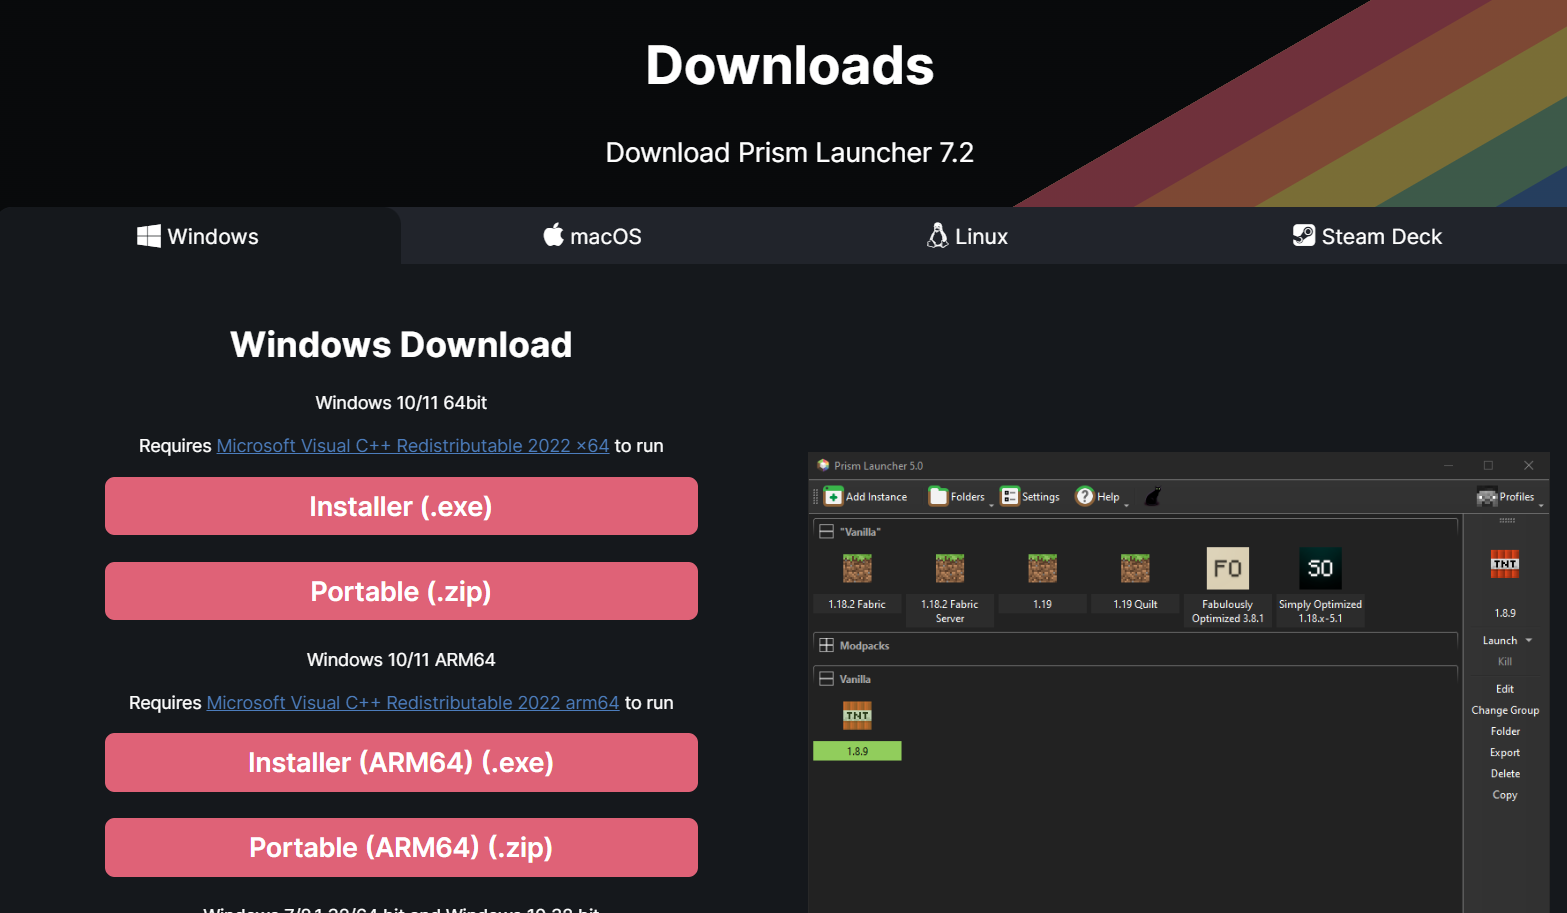 Downloads
Download Prism Launcher 7.2
Windows
macOS
Linux
Steam Deck
Windows Download
Windows 10/11 64bit
Requires Microsoft Visual C++ Redistributable 2022 ×64 to run
Installer (.exe)
Portable (.zip)
Windows 10/11 ARM64
Requires Microsoft Visual C++ Redistributable 2022 arm64 to run
Installer (ARM64) (.exe)
Portable (ARM64) (.zip)
Prism Launcher 5.0
Add Instance
Folders
Settings
Help
Profiles
"Vanilla"
FO
SO
1.18.2 Fabric
1.18.2 Fabric
Server
1.19
1.19 Quilt
Fabulously
Optimized 3.8.1
Simply Optimized
1.18.x-5.1
Modpacks
Vanilla
TNT
1.8.9
TNT
1.8.9
Launch
Kill
Edit
Change Group
Folder
Export
Delete
Copy